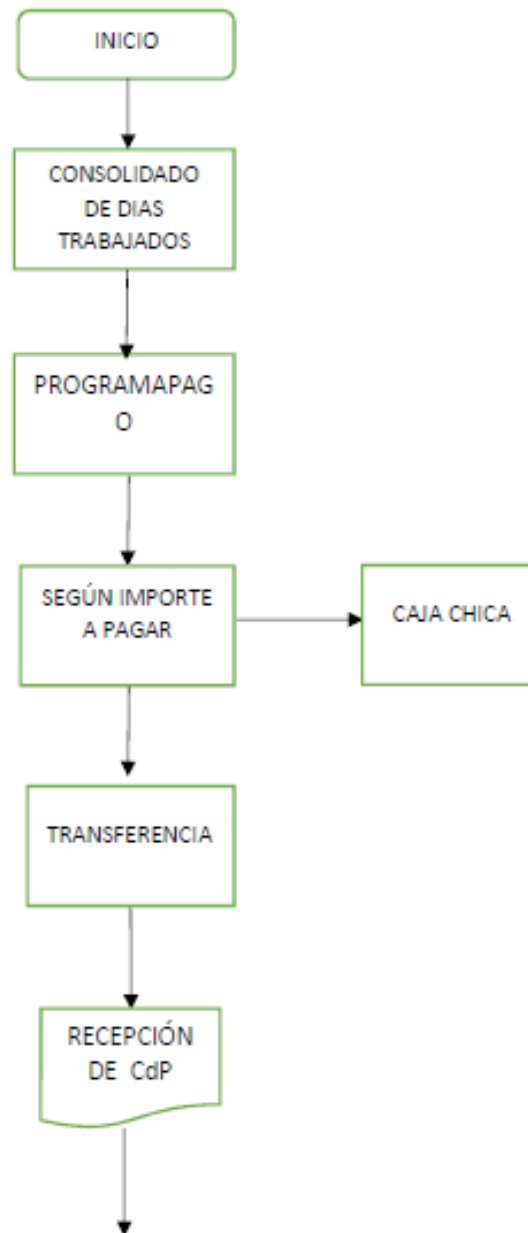 INICIO
CONSOLIDADO
DE DIAS
TRABAJADOS
PROGRAMAPAG
O
SEGÚN IMPORTE
A PAGAR
CAJA CHICA
TRANSFERENCIA
RECEPCIÓN
DE CdP